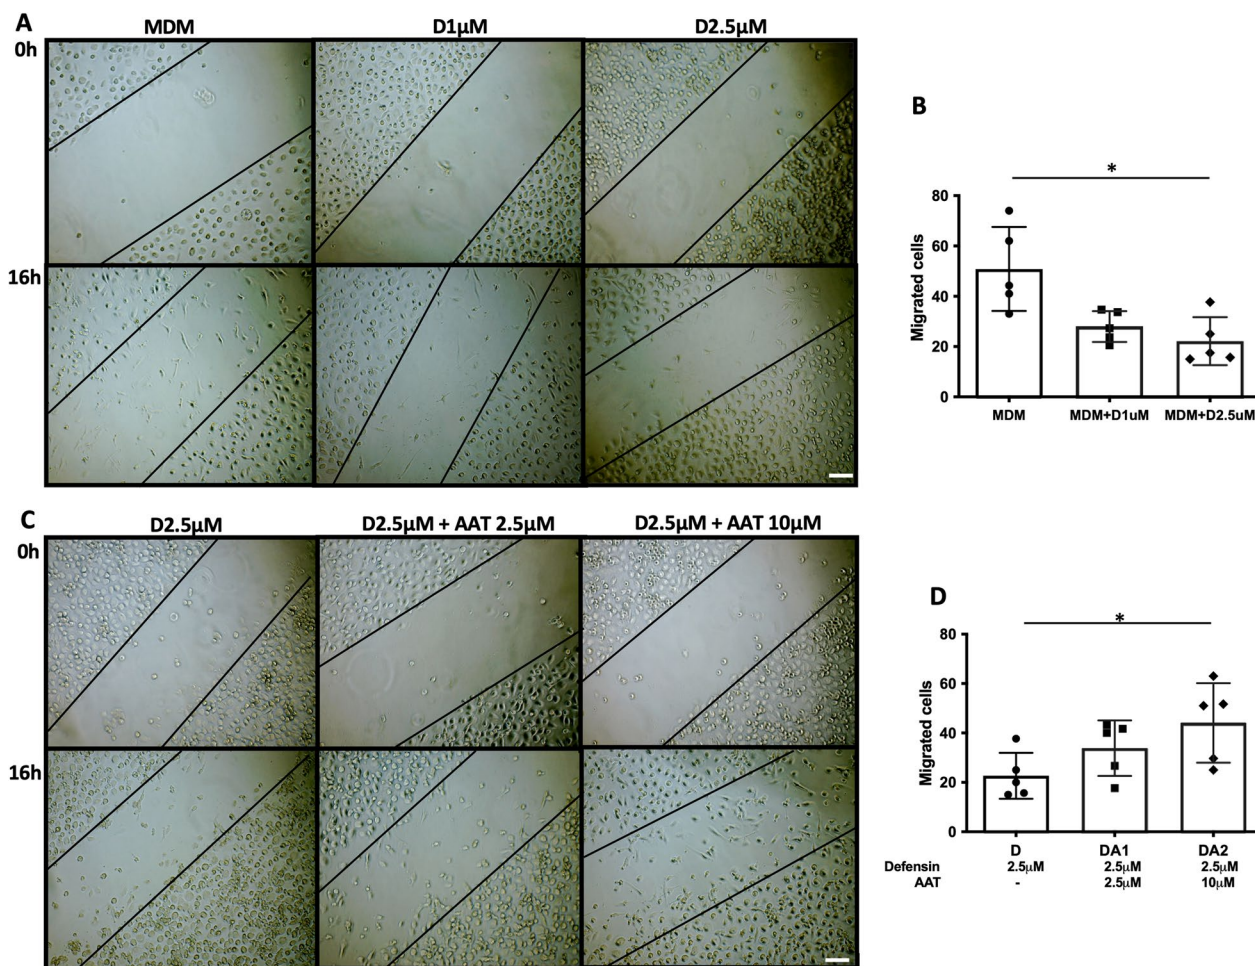 A
MDM D1μM D2.5μM
0h
16h
B
*
Migrated cells
80
60
40
20
0
MDM MDM+D1uM MDM+D2.5uM
C
D2.5μM D2.5μM + AAT 2.5μM D2.5μM + AAT 10μM
0h
16h
D
*
Migrated cells
80
60
40
20
0
D DA1 DA2
Defensin 2.5μM 2.5μM 2.5μM
AAT - 2.5μM 10μM